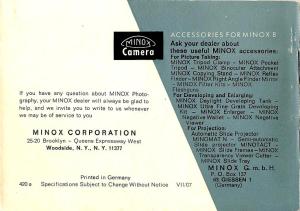 MINOX
Camera
If you have any question about MINOX Photo-
graphy, your MINOX dealer will always be glad to
help, and we invite you to write to us whenever
we may be of service to you
MINOX CORPORATION
25-20 Brooklyn - Queens Expressway West
Woodside, N. Y., N. Y. 11377
Printed in Germany
420 a Specifications Subject to Change Without Notice VII/07
ACCESSORIES FOR MINOX B
Ask your dealer about
these useful MINOX accessories:
For Picture Taking:
MINOX Tripod Clamp - MINOX Pocket
Tripod - MINOX Binocular Attachment
MINOX Copying Stand - MINOX Reflex
Finder - MINOX Right Angle Finder - MINOX
MINOX Filter Kits - MINOX
For Developing and Enlarging:
MINOX Daylight Developing Tank -
MINOX Ultra Fine Grain Developing
Kit - MINOX Enlarger - MINOX
Negative Wallet - MINOX Negative
Viewer
For Projection:
Automatic Slide Projector
MINOMAT N - Semi-automatic
Slide projector MINOTACT -
MINOX Slide Frames - MINOX
Transparency Viewer Cutter -
MINOX Slide Tray
MINOX G.m.b.H.
P. O. Box 137
63 GIESSEN 1
(Germany)